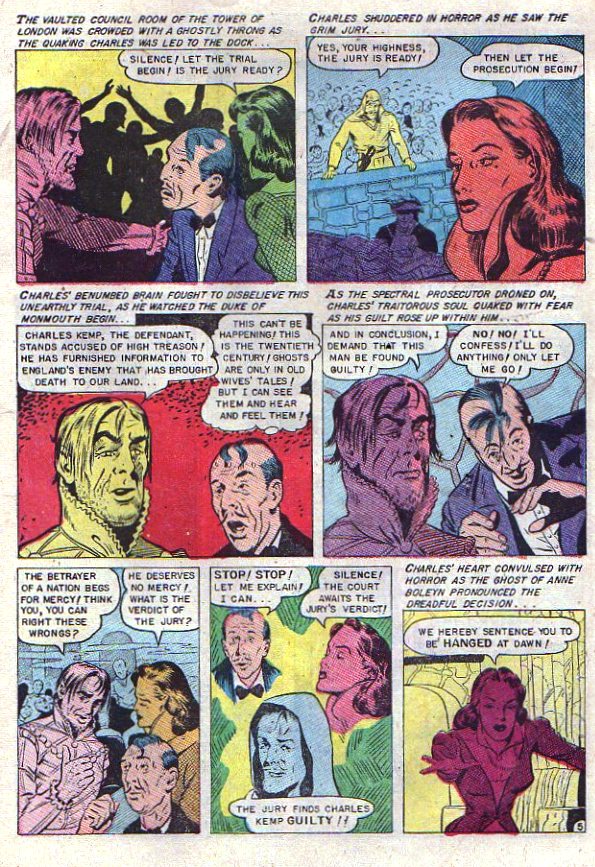 THE VAULTED COUNCIL ROOM OF THE TOWER OF
LONDON WAS CROWDED WITH A GHOSTLY THRONG AS
THE QUAKING CHARLES WAS LED TO THE DOCK...
SILENCE! LET THE TRIAL
BEGIN! IS THE JURY READY?
CHARLES SHUDDERED IN HORROR AS HE SAW THE
GRIM JURY...
YES, YOUR HIGHNESS,
THE JURY IS READY!
THEN LET THE
PROSECUTION BEGIN!
CHARLES' BENUMBED BRAIN FOUGHT TO DISBELIEVE THIS
UNEARTHLY TRIAL, AS HE WATCHED THE DUKE OF
MONMOUTH BEGIN...
CHARLES KEMP, THE DEFENDANT,
STANDS ACCUSED OF HIGH TREASON!
HE HAS FURNISHED INFORMATION TO
ENGLAND'S ENEMY THAT HAS BROUGHT
DEATH TO OUR LAND...
THIS CAN'T BE
HAPPENING! THIS
IS THE TWENTIETH
CENTURY! GHOSTS
ARE ONLY IN OLD
WIVES' TALES!
BUT I CAN SEE
THEM AND HEAR
AND FEEL THEM!
AS THE SPECTRAL PROSECUTOR DRONED ON,
CHARLES' TRAITOROUS SOUL QUAKED WITH FEAR
AS HIS GUILT ROSE UP WITHIN HIM...
AND IN CONCLUSION, I
DEMAND THAT THIS
MAN BE FOUND
GUILTY!
NO! NO! I'LL
CONFESS! I'LL DO
ANYTHING! ONLY LET
ME GO!
THE BETRAYER
OF A NATION BEGS
FOR MERCY! THINK
YOU, YOU CAN
RIGHT THESE
WRONGS?
HE DESERVES
NO MERCY!
WHAT IS THE
VERDICT OF
THE JURY?
STOP! STOP!
LET ME EXPLAIN!
I CAN...
SILENCE!
THE COURT
AWAITS THE
JURY'S VERDICT!
THE JURY FINDS CHARLES
KEMP GUILTY!!
CHARLES' HEART CONVULSED WITH
HORROR AS THE GHOST OF ANNE
BOLEYN PRONOUNCED THE
DREADFUL DECISION...
WE HEREBY SENTENCE YOU TO
BE HANGED AT DAWN!
5